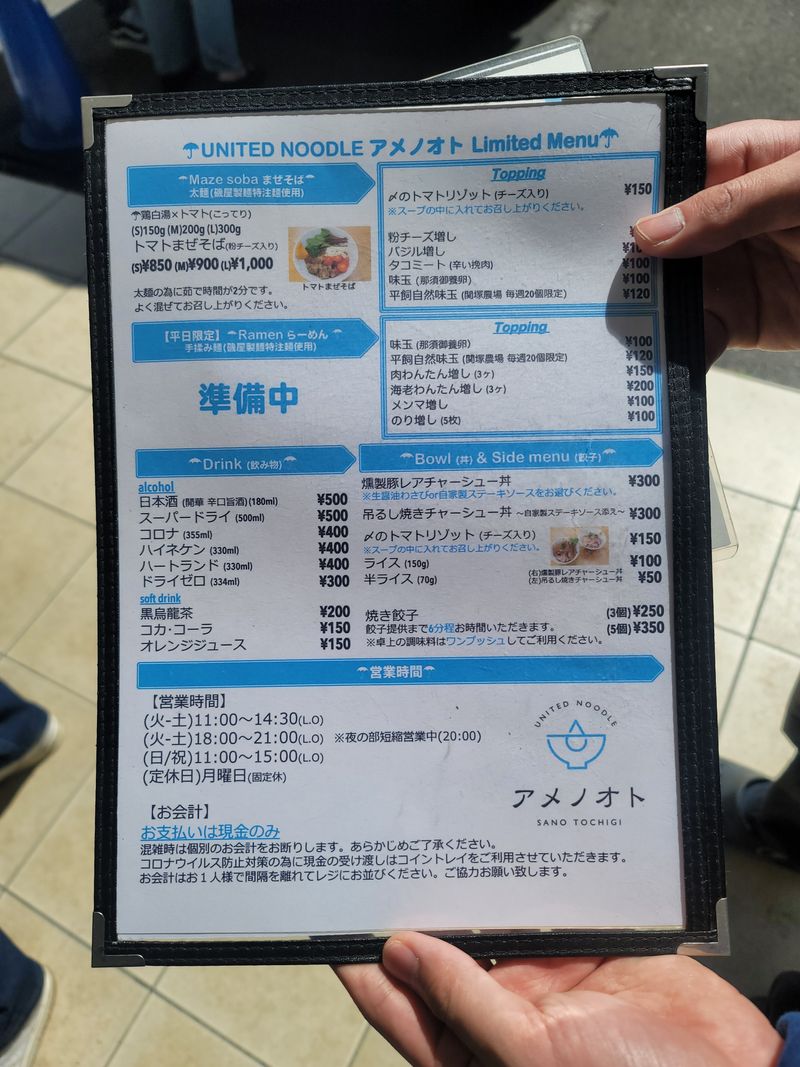 ☂UNITED NOODLE アメノオト Limited Menu☂
☂Maze soba まぜそば☂
太麺(磯屋製麺特注麺使用)
☂鶏白湯×トマト(こってり)
(S)150g (M)200g (L)300g
トマトまぜそば(粉チーズ入り)
(S)¥850 (M)¥900 (L)¥1,000
トマトまぜそば
太麺の為に茹で時間が2分です。
よく混ぜてお召し上がりください。
Topping
〆のトマトリゾット (チーズ入り) ¥150
※スープの中に入れてお召し上がりください。
粉チーズ増し
バジル増し
タコミート (辛い挽肉) ¥100
味玉 (那須御養卵) ¥100
平飼自然味玉 (関塚農場 毎週20個限定) ¥120
【平日限定】☂Ramen らーめん ☂
手揉み麺(磯屋製麺特注麺使用)
準備中
Topping
味玉 (那須御養卵) ¥100
平飼自然味玉 (関塚農場 毎週20個限定) ¥120
肉わんたん増し (3ヶ) ¥150
海老わんたん増し (3ヶ) ¥200
メンマ増し ¥100
のり増し (5枚) ¥100
☂Drink (飲み物)☂
alcohol
日本酒 (開華 辛口旨酒)(180ml) ¥500
スーパードライ (500ml) ¥500
コロナ (355ml) ¥400
ハイネケン (330ml) ¥400
ハートランド (330ml) ¥400
ドライゼロ (334ml) ¥300
soft drink
黒烏龍茶 ¥200
コカ・コーラ ¥150
オレンジジュース ¥150
☂Bowl (丼) & Side menu (餃子)☂
燻製豚レアチャーシュー丼 ¥300
※生醤油わさびor自家製ステーキソースをお選びください。
吊るし焼きチャーシュー丼 ～自家製ステーキソース添え～ ¥300
〆のトマトリゾット (チーズ入り) ¥150
※スープの中に入れてお召し上がりください。
ライス (150g) ¥100
半ライス (70g) ¥50
(右)燻製豚レアチャーシュー丼
(左)吊るし焼きチャーシュー丼
焼き餃子 (3個) ¥250
餃子提供まで6分程お時間いただきます。 (5個) ¥350
※卓上の調味料はワンプッシュしてご利用ください。
☂営業時間☂
【営業時間】
(火-土)11:00～14:30(L.O)
(火-土)18:00～21:00(L.O) ※夜の部短縮営業中(20:00)
(日/祝)11:00～15:00(L.O)
(定休日)月曜日(固定休)
UNITED NOODLE
アメノオト
SANO TOCHIGI
【お会計】
お支払いは現金のみ
混雑時は個別のお会計をお断りします。あらかじめご了承ください。
コロナウイルス防止対策の為に現金の受け渡しはコイントレイをご利用させていただきます。
お会計はお１人様で間隔を離れてレジにお並びください。ご協力お願い致します。